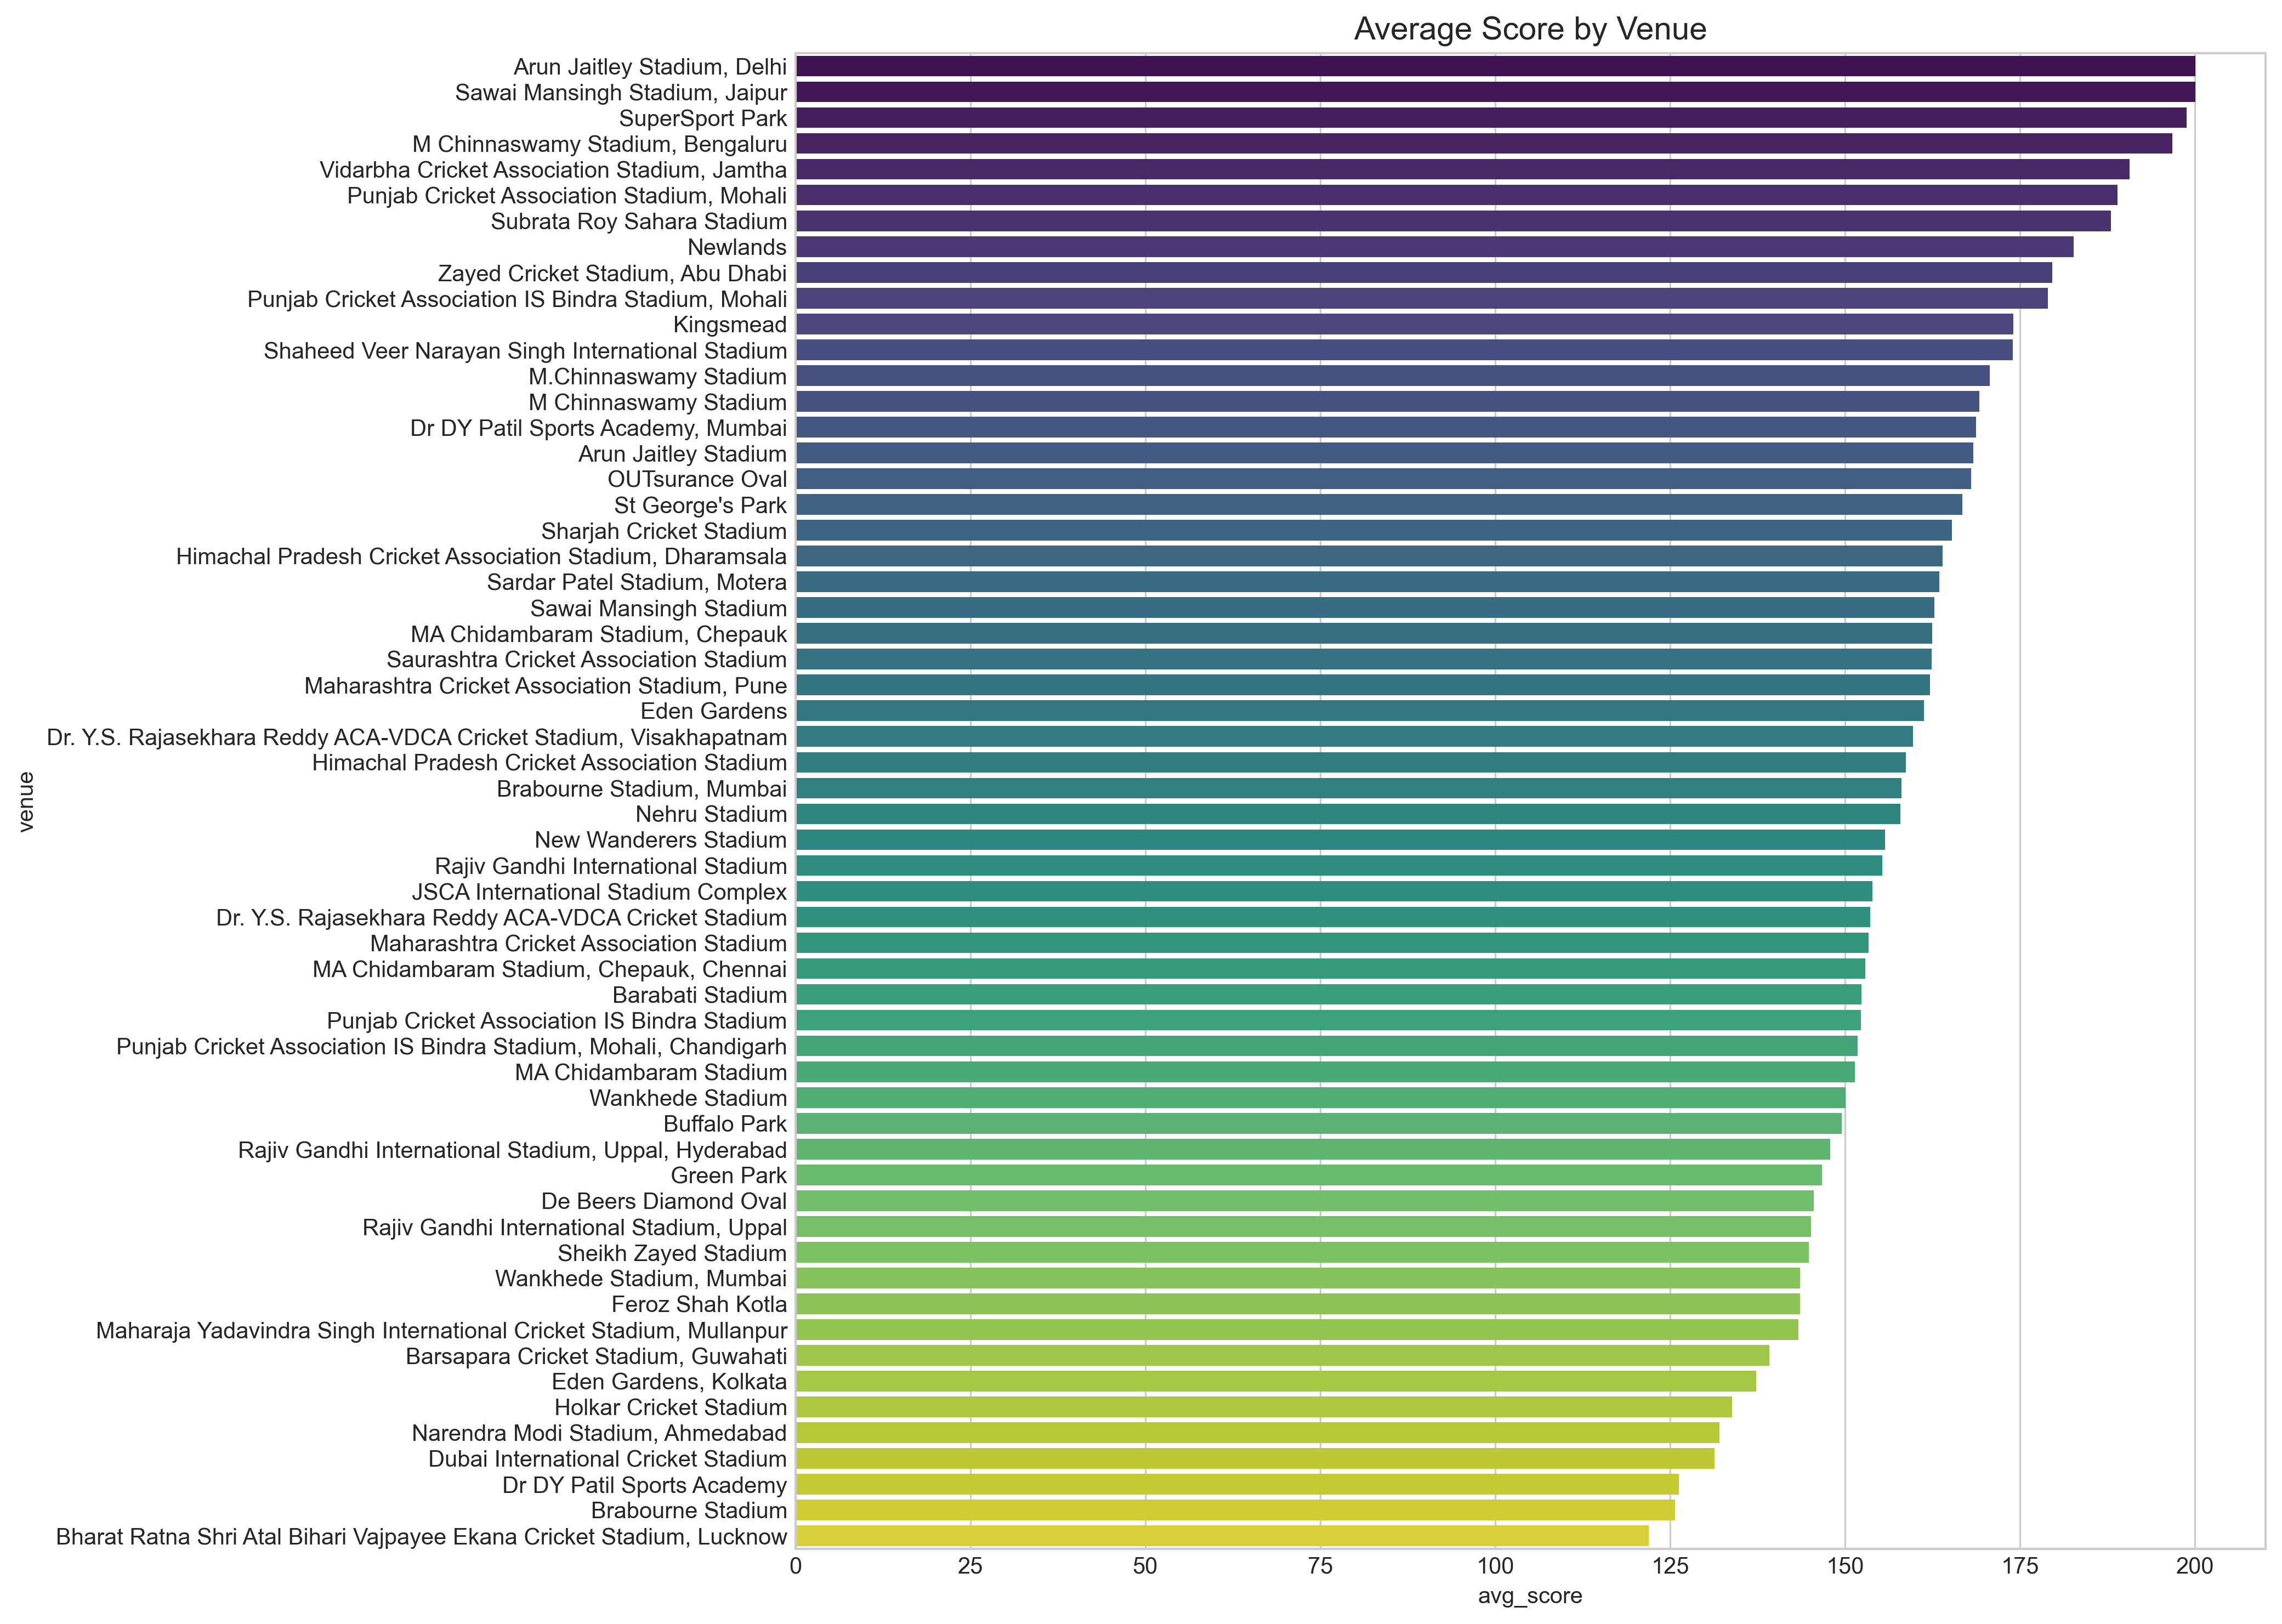 Average Score by Venue
Arun Jaitley Stadium, Delhi
Sawai Mansingh Stadium, Jaipur
SuperSport Park
M Chinnaswamy Stadium, Bengaluru
Vidarbha Cricket Association Stadium, Jamtha
Punjab Cricket Association Stadium, Mohali
Subrata Roy Sahara Stadium
Newlands
Zayed Cricket Stadium, Abu Dhabi
Punjab Cricket Association IS Bindra Stadium, Mohali
Kingsmead
Shaheed Veer Narayan Singh International Stadium
M.Chinnaswamy Stadium
M Chinnaswamy Stadium
Dr DY Patil Sports Academy, Mumbai
Arun Jaitley Stadium
OUTsurance Oval
St George's Park
Sharjah Cricket Stadium
Himachal Pradesh Cricket Association Stadium, Dharamsala
Sardar Patel Stadium, Motera
Sawai Mansingh Stadium
MA Chidambaram Stadium, Chepauk
Saurashtra Cricket Association Stadium
Maharashtra Cricket Association Stadium, Pune
Eden Gardens
Dr. Y.S. Rajasekhara Reddy ACA-VDCA Cricket Stadium, Visakhapatnam
Himachal Pradesh Cricket Association Stadium
Brabourne Stadium, Mumbai
Nehru Stadium
New Wanderers Stadium
Rajiv Gandhi International Stadium
JSCA International Stadium Complex
Dr. Y.S. Rajasekhara Reddy ACA-VDCA Cricket Stadium
Maharashtra Cricket Association Stadium
MA Chidambaram Stadium, Chepauk, Chennai
Barabati Stadium
Punjab Cricket Association IS Bindra Stadium
Punjab Cricket Association IS Bindra Stadium, Mohali, Chandigarh
MA Chidambaram Stadium
Wankhede Stadium
Buffalo Park
Rajiv Gandhi International Stadium, Uppal, Hyderabad
Green Park
De Beers Diamond Oval
Rajiv Gandhi International Stadium, Uppal
Sheikh Zayed Stadium
Wankhede Stadium, Mumbai
Feroz Shah Kotla
Maharaja Yadavindra Singh International Cricket Stadium, Mullanpur
Barsapara Cricket Stadium, Guwahati
Eden Gardens, Kolkata
Holkar Cricket Stadium
Narendra Modi Stadium, Ahmedabad
Dubai International Cricket Stadium
Dr DY Patil Sports Academy
Brabourne Stadium
Bharat Ratna Shri Atal Bihari Vajpayee Ekana Cricket Stadium, Lucknow
venue
0 25 50 75 100 125 150 175 200
avg_score